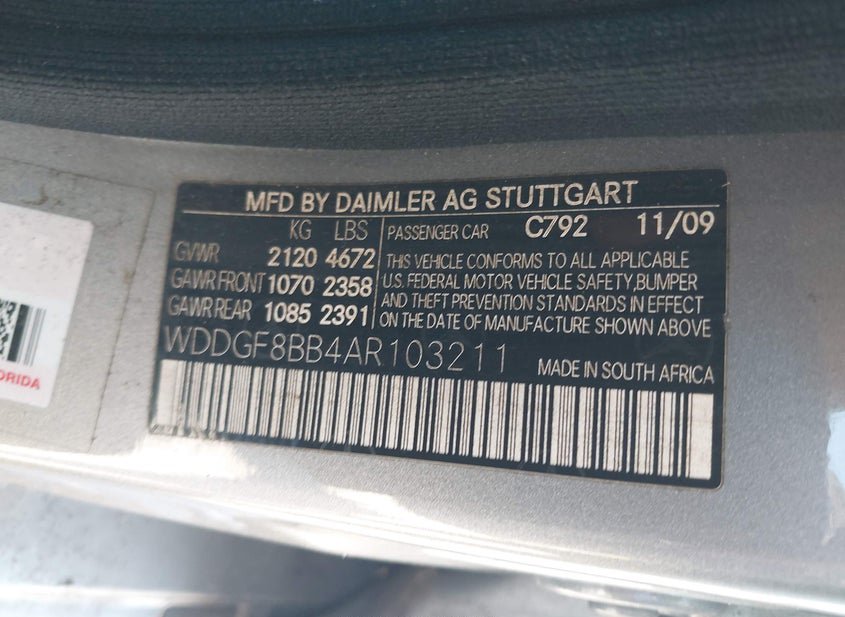 MFD BY DAIMLER AG STUTTGART
KG LBS
GVWR 2120 4672
GAWR FRONT 1070 2358
GAWR REAR 1085 2391
PASSENGER CAR C792 11/09
THIS VEHICLE CONFORMS TO ALL APPLICABLE
U.S. FEDERAL MOTOR VEHICLE SAFETY, BUMPER
AND THEFT PREVENTION STANDARDS IN EFFECT
ON THE DATE OF MANUFACTURE SHOWN ABOVE
WDDGF8BB4AR103211
MADE IN SOUTH AFRICA